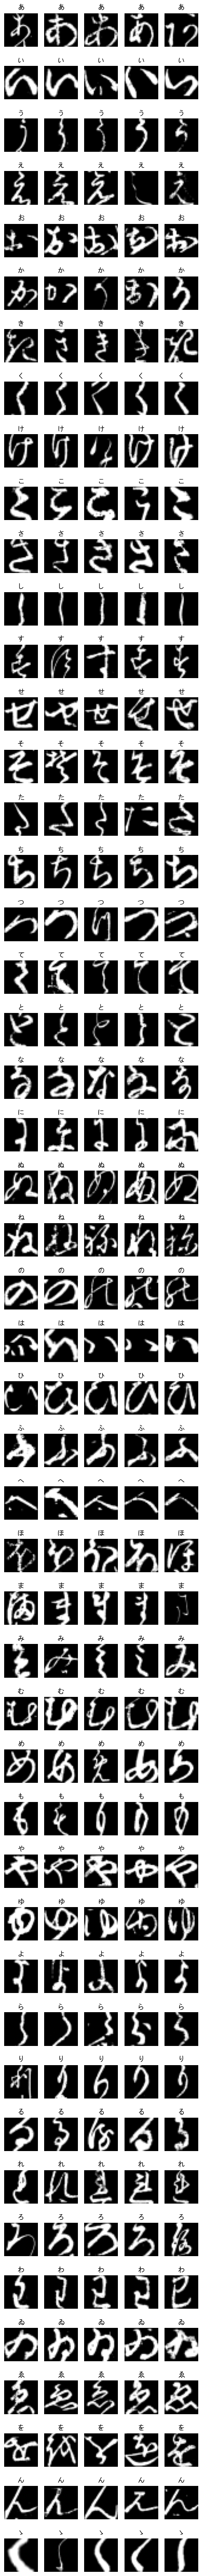 あ あ あ あ あ
い い い い い
う う う う う
え え え え え
お お お お お
か か か か か
き き き き き
く く く く く
け け け け け
こ こ こ こ こ
さ さ さ さ さ
し し し し し
す す す す す
せ せ せ せ せ
そ そ そ そ そ
た た た た た
ち ち ち ち ち
つ つ つ つ つ
て て て て て
と と と と と
な な な な な
に に に に に
ぬ ぬ ぬ ぬ ぬ
ね ね ね ね ね
の の の の の
は は は は は
ひ ひ ひ ひ ひ
ふ ふ ふ ふ ふ
へ へ へ へ へ
ほ ほ ほ ほ ほ
ま ま ま ま ま
み み み み み
む む む む む
め め め め め
も も も も も
や や や や や
ゆ ゆ ゆ ゆ ゆ
よ よ よ よ よ
ら ら ら ら ら
り り り り り
る る る る る
れ れ れ れ れ
ろ ろ ろ ろ ろ
わ わ わ わ わ
ゐ ゐ ゐ ゐ ゐ
ゑ ゑ ゑ ゑ ゑ
を を を を を
ん ん ん ん ん
ゝ ゝ ゝ ゝ ゝ